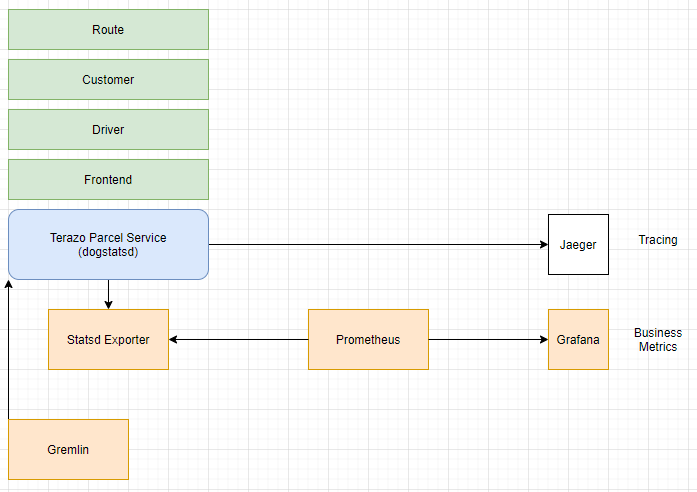 Route
Customer
Driver
Frontend
Terazo Parcel Service
(dogstatsd)
Jaeger
Tracing
Statsd Exporter
Prometheus
Grafana
Business
Metrics
Gremlin